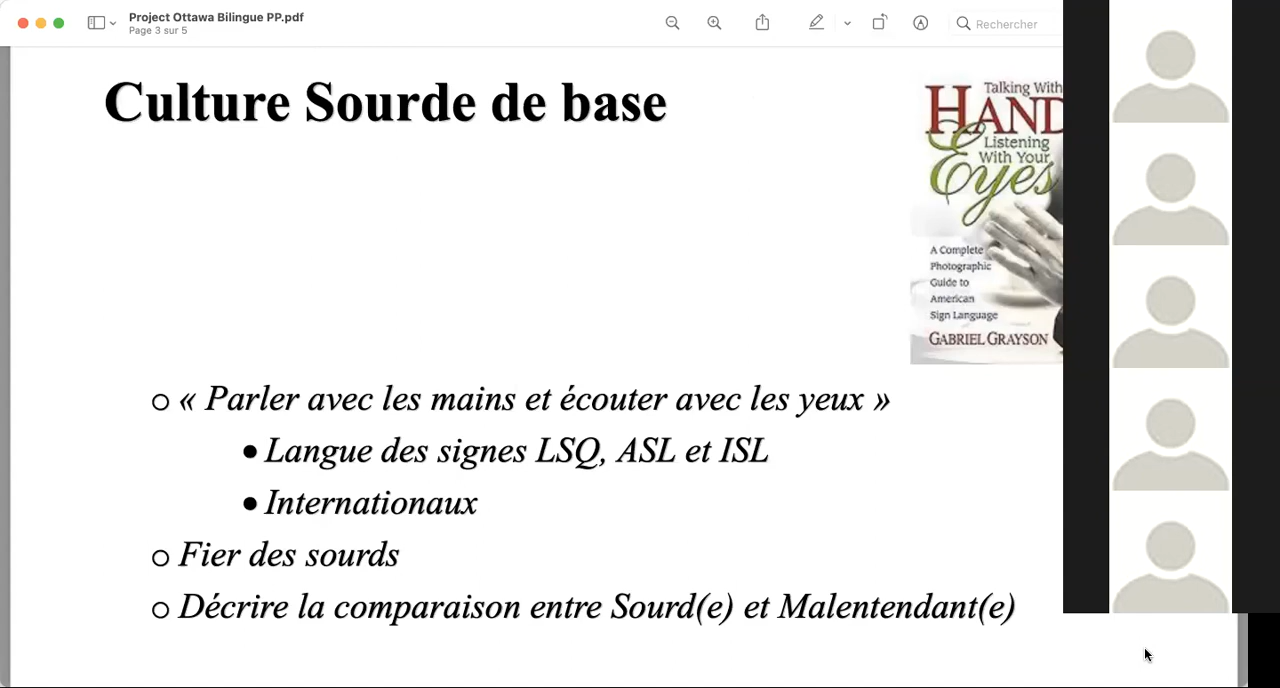 Project Ottawa Bilingue PP.pdf
Page 3 sur 5
Rechercher
Culture Sourde de base
Talking With
HAND
Listening
With Your
Eyes
A Complete
Photographic
Guide to
American
Sign Language
GABRIEL GRAYSON
« Parler avec les mains et écouter avec les yeux »
Langue des signes LSQ, ASL et ISL
Internationaux
Fier des sourds
Décrire la comparaison entre Sourd(e) et Malentendant(e)